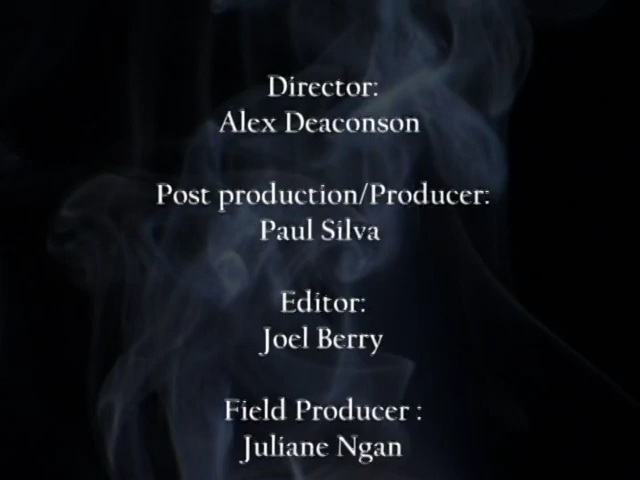 Director:
Alex Deaconson
Post production/Producer:
Paul Silva
Editor:
Joel Berry
Field Producer :
Juliane Ngan